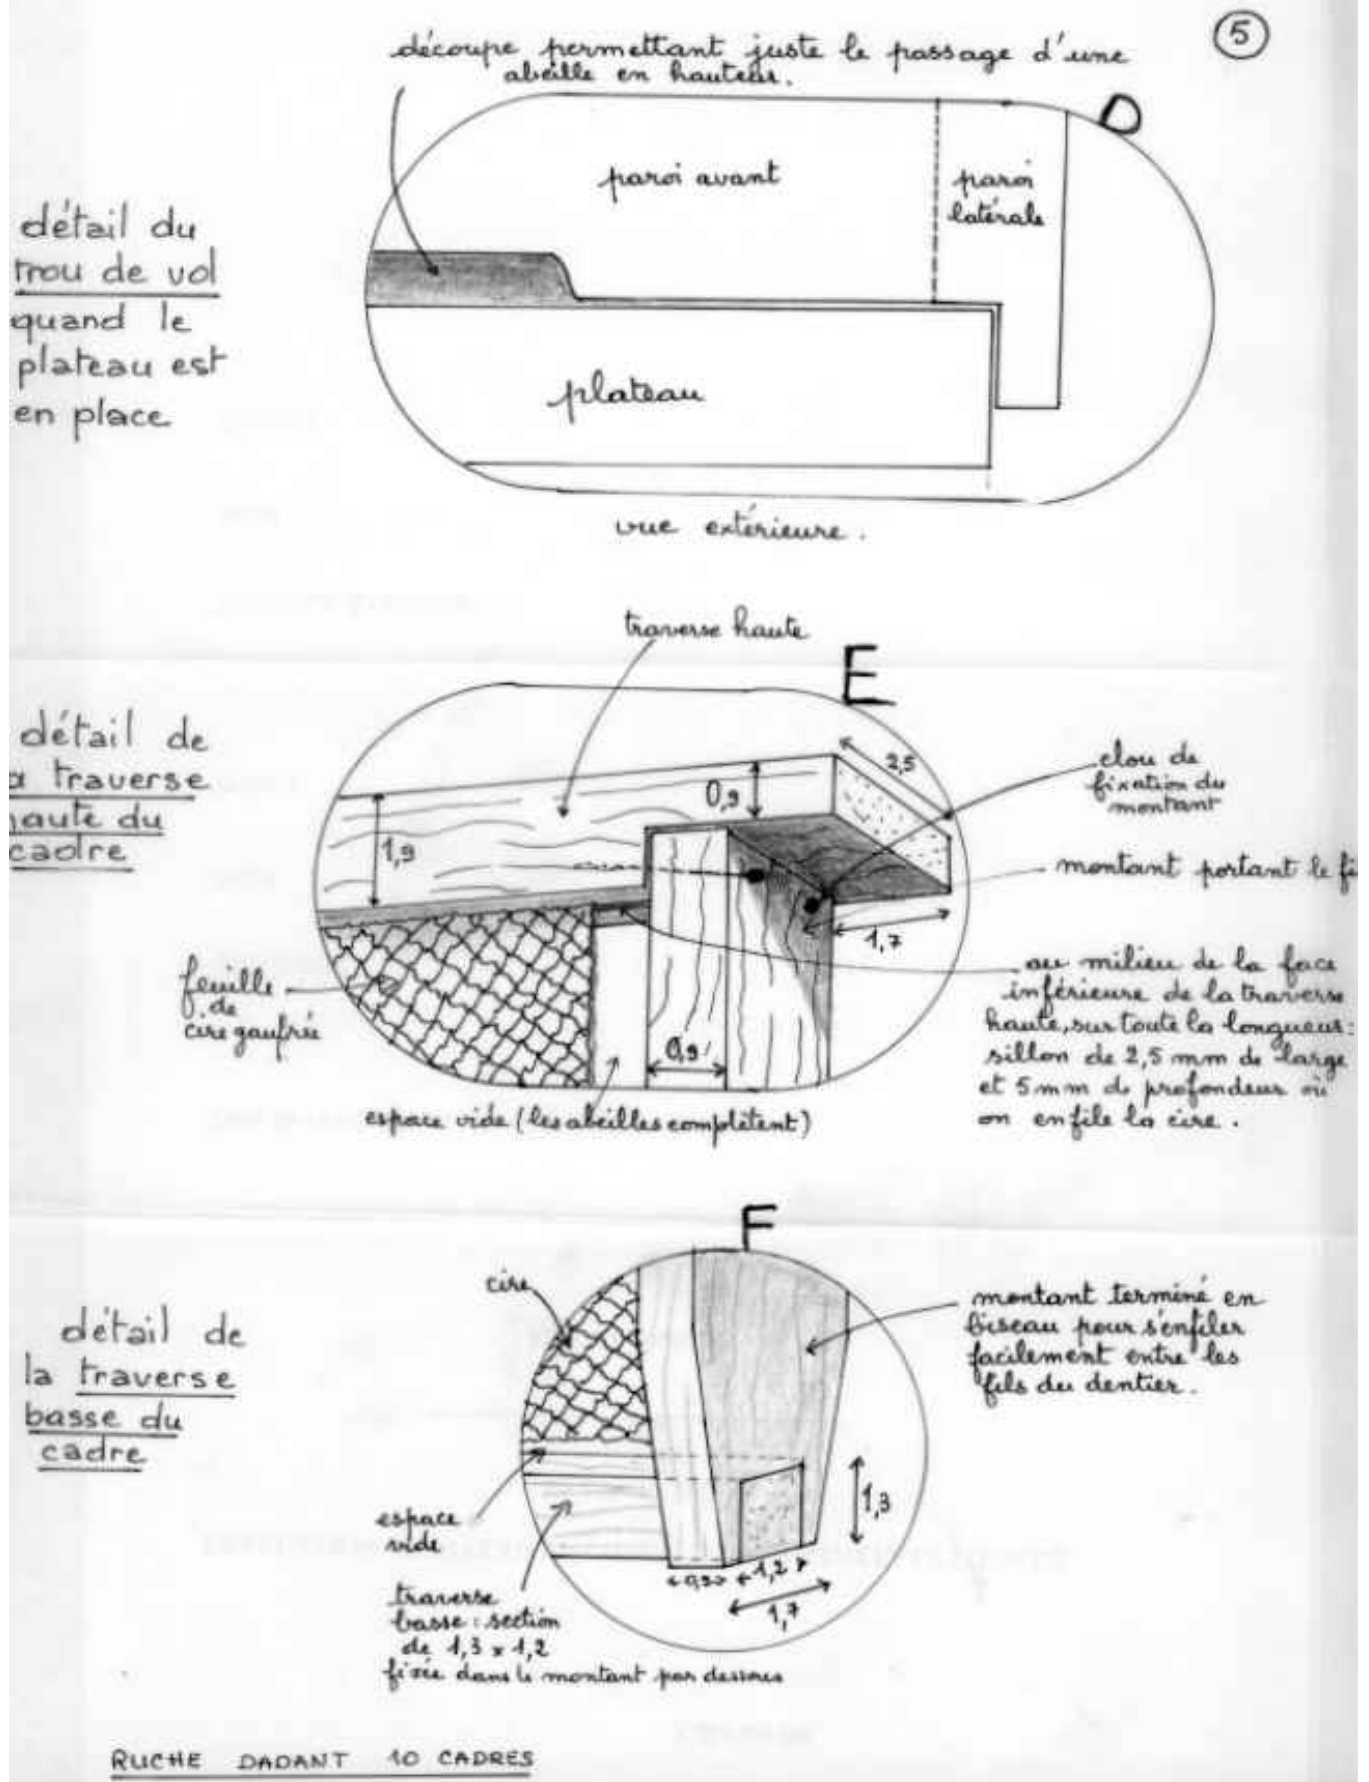 5
découpe permettant juste le passage d'une
abeille en hauteur.
D
paroi avant
paroi
latérale
détail du
trou de vol
quand le
plateau est
en place
plateau
vue extérieure.
traverse haute
E
détail de
a traverse
haute du
cadre
2,5
0,9
1,9
clou de
fixation du
montant
montant portant le fi
1,7
feuille
de
cire gaufrée
0,9
au milieu de la face
inférieure de la traverse
haute, sur toute la longueur:
sillon de 2,5 mm de large
et 5 mm de profondeur où
on enfile la cire.
espace vide (les abeilles complètent)
F
cire
détail de
la traverse
basse du
cadre
montant terminé en
biseau pour s'enfiler
facilement entre les
fils du dentier.
1,3
espace
vide
0,9
1,2
1,7
traverse
basse: section
de 1,3 x 1,2
fixée dans le montant par dessous
RUCHE DADANT 10 CADRES